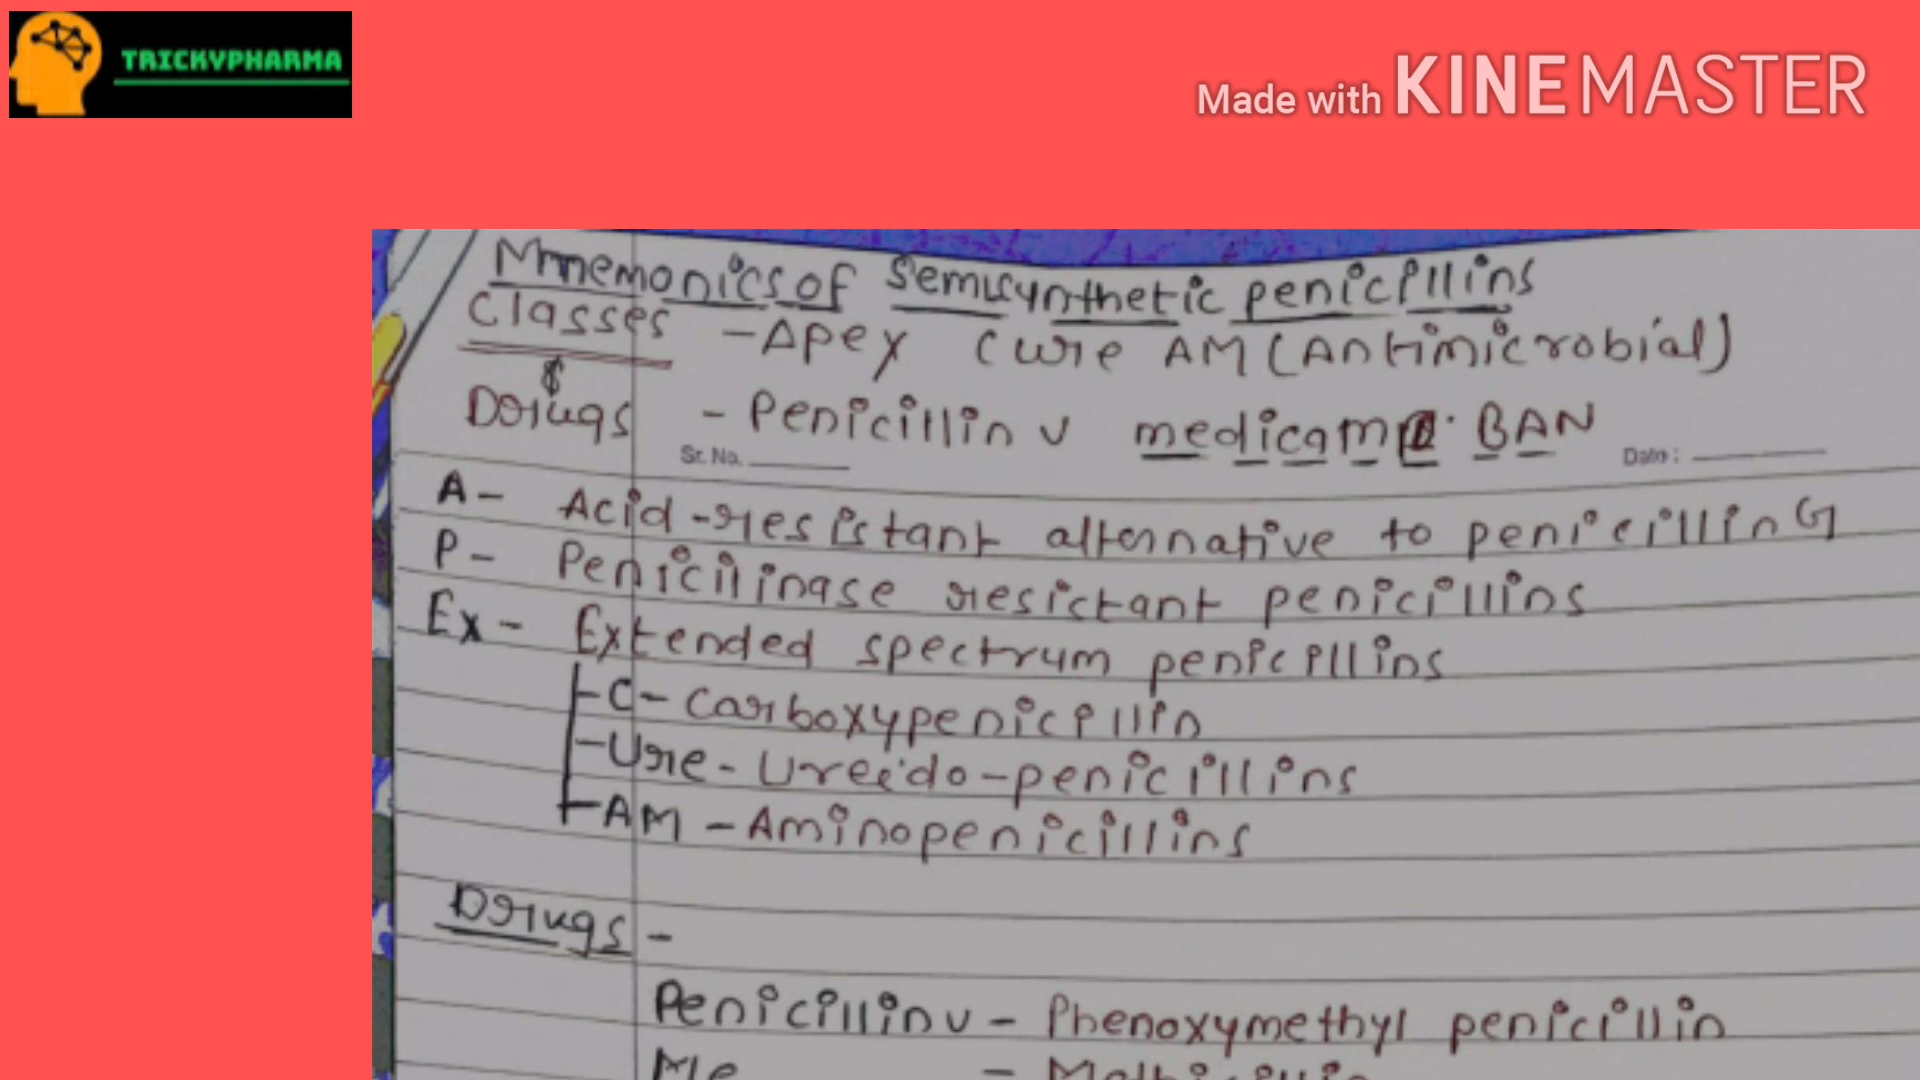 TRICKYPHARMA
Made with KINEMASTER
Mnemonics of Semisynthetic penicillins
Classes - Apex Cure AM (Antimicrobial)
$
Drugs - Penicillin v medicam BAN
Sr. No.
Date :
A - Acid-resistant alternative to penicillin G
P - Penicilinase resistant penicillins
Ex - Extended spectrum penicillins
C - Carboxypenicillin
Ure - Ureido-penicillins
AM - Aminopenicillins
Drugs -
Penicillin v - Phenoxymethyl penicillin
Me -